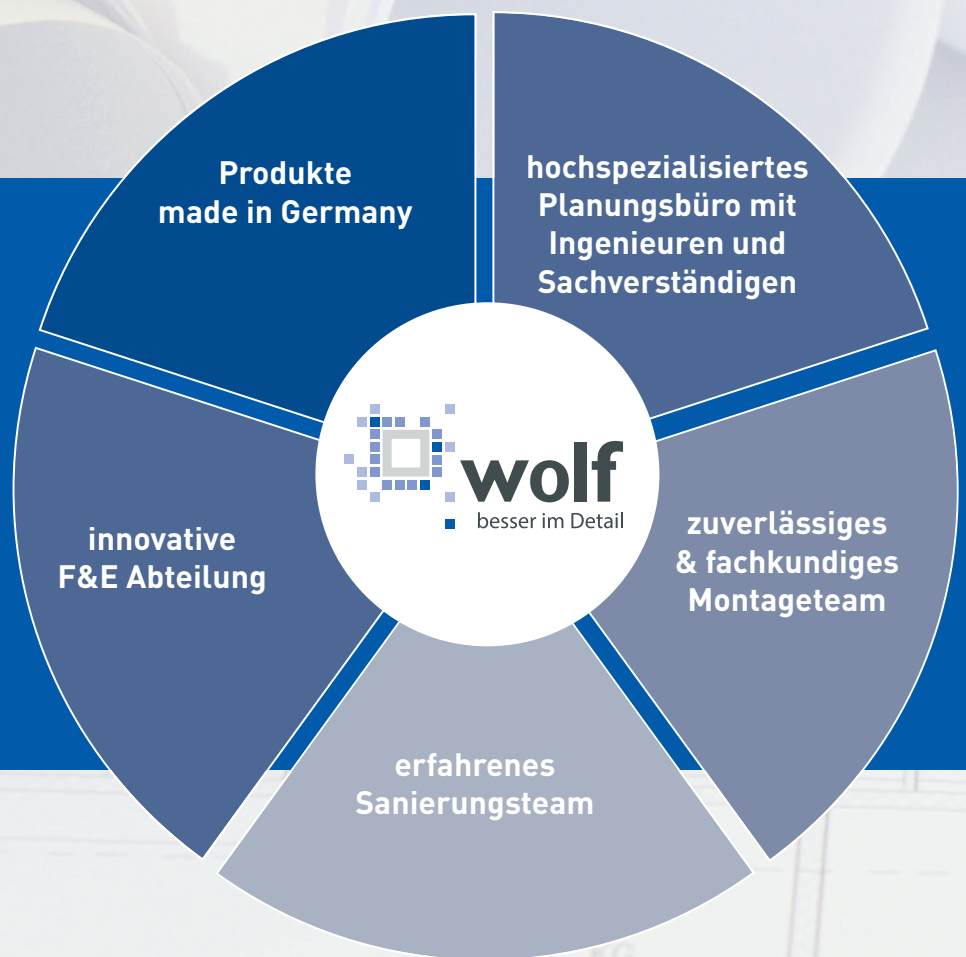 Produkte
made in Germany
hochspezialisiertes
Planungsbüro mit
Ingenieuren und
Sachverständigen
wolf
besser im Detail
innovative
F&E Abteilung
zuverlässiges
& fachkundiges
Montageteam
erfahrenes
Sanierungsteam
KG